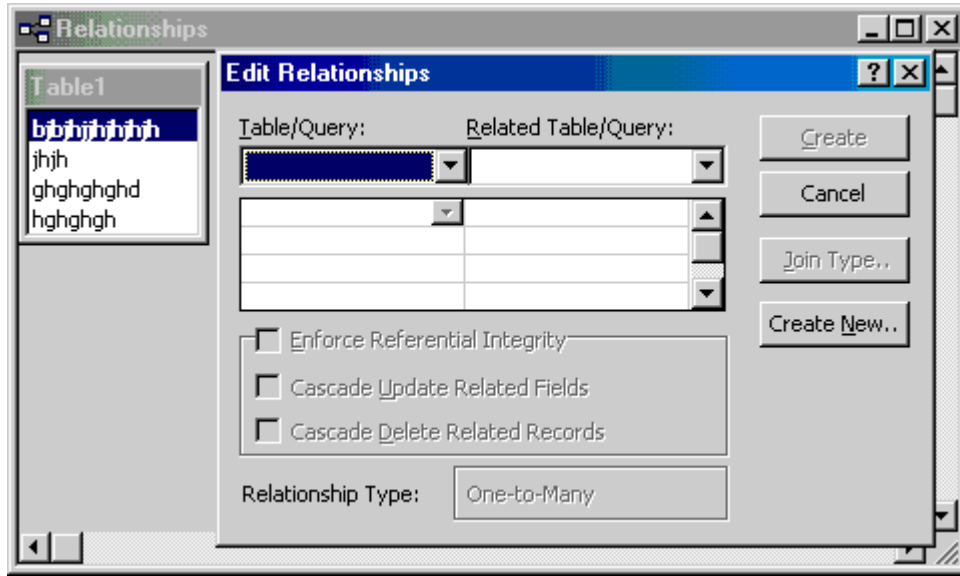 Relationships
Table1
bjbjhjjhjhjhjh
jhjh
ghghghghd
hghghgh
Edit Relationships
Table/Query:
Related Table/Query:
Create
Cancel
Join Type..
Create New..
Enforce Referential Integrity
Cascade Update Related Fields
Cascade Delete Related Records
Relationship Type:
One-to-Many